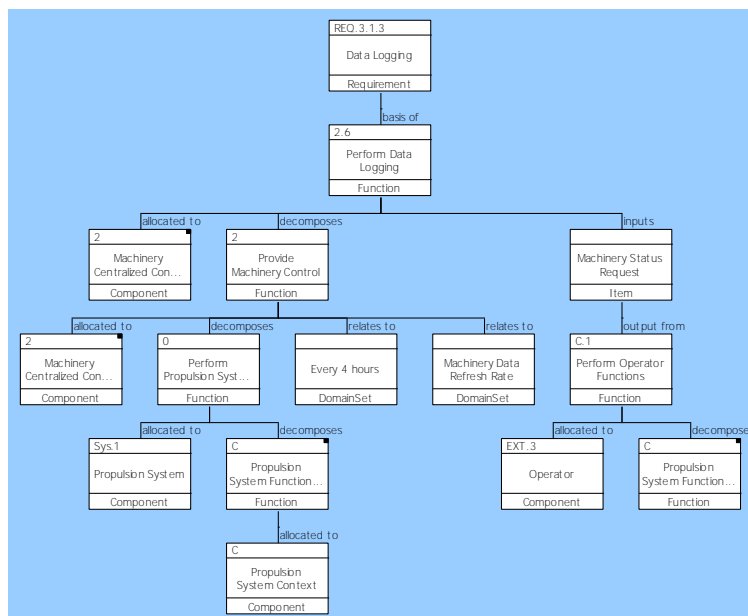 REQ.3.1.3
Data Logging
Requirement
basis of
2.6
Perform Data
Logging
Function
allocated to
decomposes
inputs
2
Machinery
Centralized Con...
Component
2
Provide
Machinery Control
Function
Machinery Status
Request
Item
allocated to
decomposes
relates to
relates to
output from
2
Machinery
Centralized Con...
Component
0
Perform
Propulsion Syst...
Function
Every 4 hours
DomainSet
Machinery Data
Refresh Rate
DomainSet
C.1
Perform Operator
Functions
Function
allocated to
decomposes
allocated to
decompose
Sys.1
Propulsion System
Component
C
Propulsion
System Function...
Function
EXT.3
Operator
Component
C
Propulsion
System Function...
Function
allocated to
C
Propulsion
System Context
Component